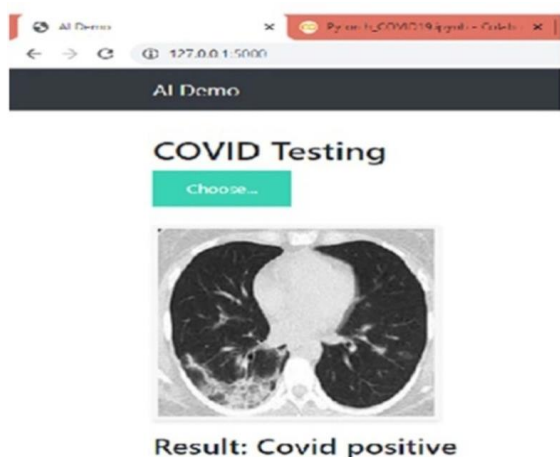 AI Demo
127.0.0.1:5000
AI Demo
COVID Testing
Choose...
Result: Covid positive